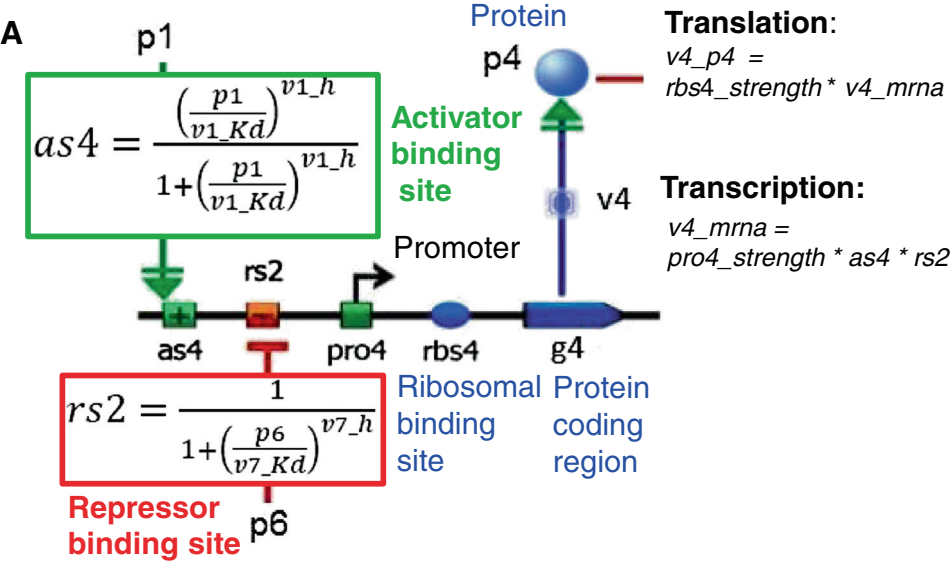 A
p1
as4 = (p1/v1_Kd)^v1_h / 1+(p1/v1_Kd)^v1_h
Activator
binding
site
Protein
p4
Translation:
v4_p4 =
rbs4_strength* v4_mrna
v4
Transcription:
v4_mrna =
pro4_strength * as4 * rs2
Promoter
rs2
+
−
as4
pro4
rbs4
g4
rs2 = 1 / 1+(p6/v7_Kd)^v7_h
Ribosomal
binding
site
Protein
coding
region
Repressor
binding site
p6